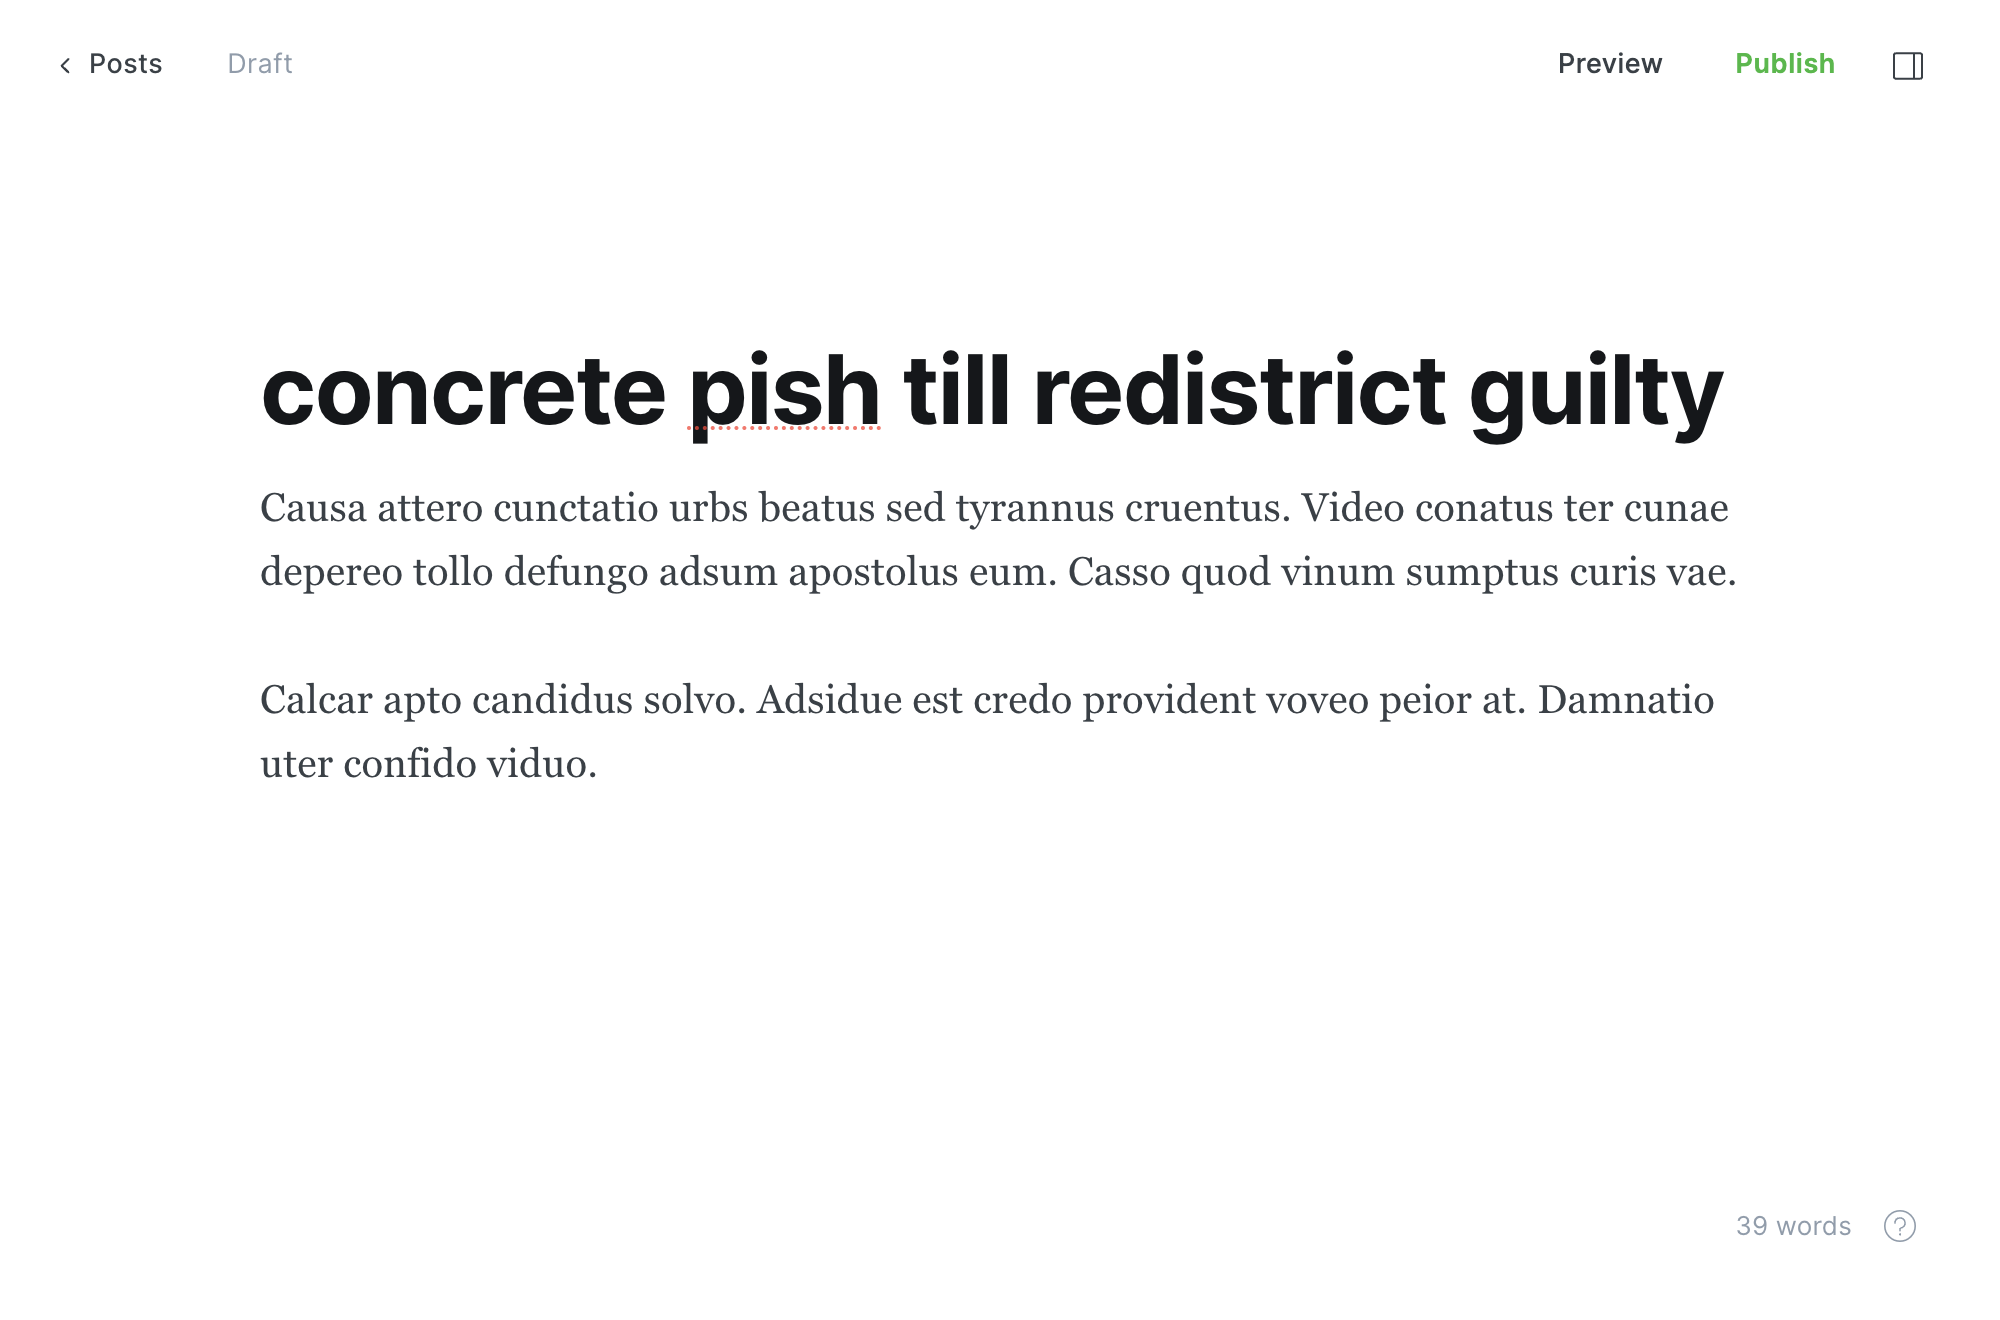 Posts
Draft
Preview
Publish
concrete pish till redistrict guilty
Causa attero cunctatio urbs beatus sed tyrannus cruentus. Video conatus ter cunae
depereo tollo defungo adsum apostolus eum. Casso quod vinum sumptus curis vae.
Calcar apto candidus solvo. Adsidue est credo provident voveo peior at. Damnatio
uter confido viduo.
39 words
?